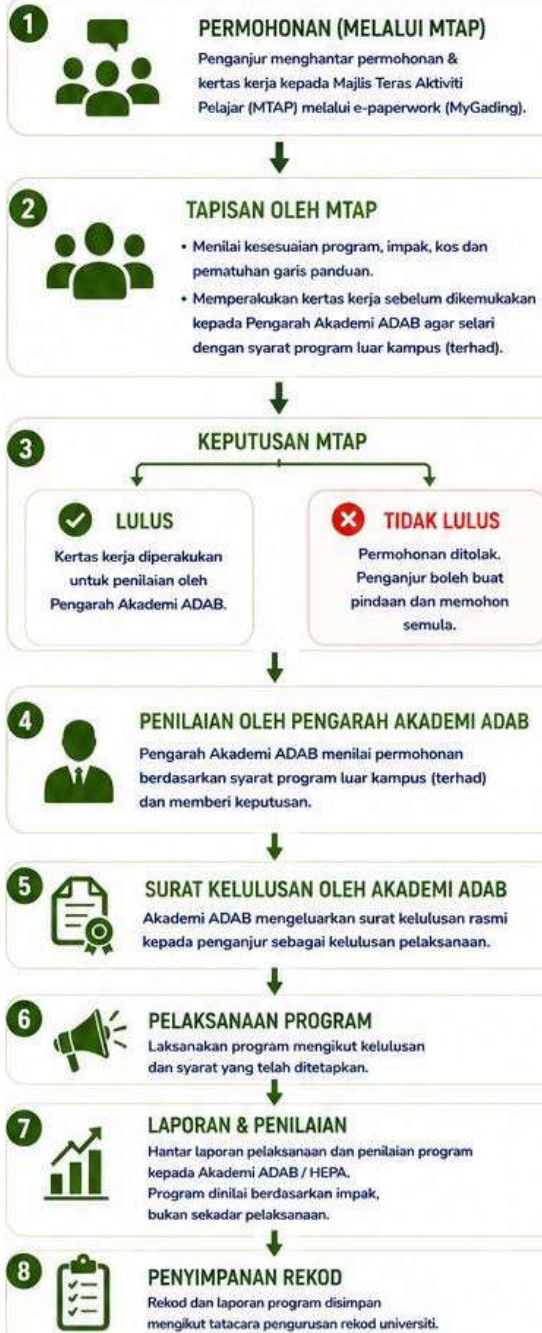 1
PERMOHONAN (MELALUI MTAP)
Penganjur menghantar permohonan &
kertas kerja kepada Majlis Teras Aktiviti
Pelajar (MTAP) melalui e-paperwork (MyGading).
2
TAPISAN OLEH MTAP
• Menilai kesesuaian program, impak, kos dan
pematuhan garis panduan.
• Memperakukan kertas kerja sebelum dikemukakan
kepada Pengarah Akademi ADAB agar selari
dengan syarat program luar kampus (terhad).
3
KEPUTUSAN MTAP
LULUS
Kertas kerja diperakukan
untuk penilaian oleh
Pengarah Akademi ADAB.
TIDAK LULUS
Permohonan ditolak.
Penganjur boleh buat
pindaan dan memohon
semula.
4
PENILAIAN OLEH PENGARAH AKADEMI ADAB
Pengarah Akademi ADAB menilai permohonan
berdasarkan syarat program luar kampus (terhad)
dan memberi keputusan.
5
SURAT KELULUSAN OLEH AKADEMI ADAB
Akademi ADAB mengeluarkan surat kelulusan rasmi
kepada penganjur sebagai kelulusan pelaksanaan.
6
PELAKSANAAN PROGRAM
Laksanakan program mengikut kelulusan
dan syarat yang telah ditetapkan.
7
LAPORAN & PENILAIAN
Hantar laporan pelaksanaan dan penilaian program
kepada Akademi ADAB / HEPA.
Program dinilai berdasarkan impak,
bukan sekadar pelaksanaan.
8
PENYIMPANAN REKOD
Rekod dan laporan program disimpan
mengikut tatacara pengurusan rekod universiti.